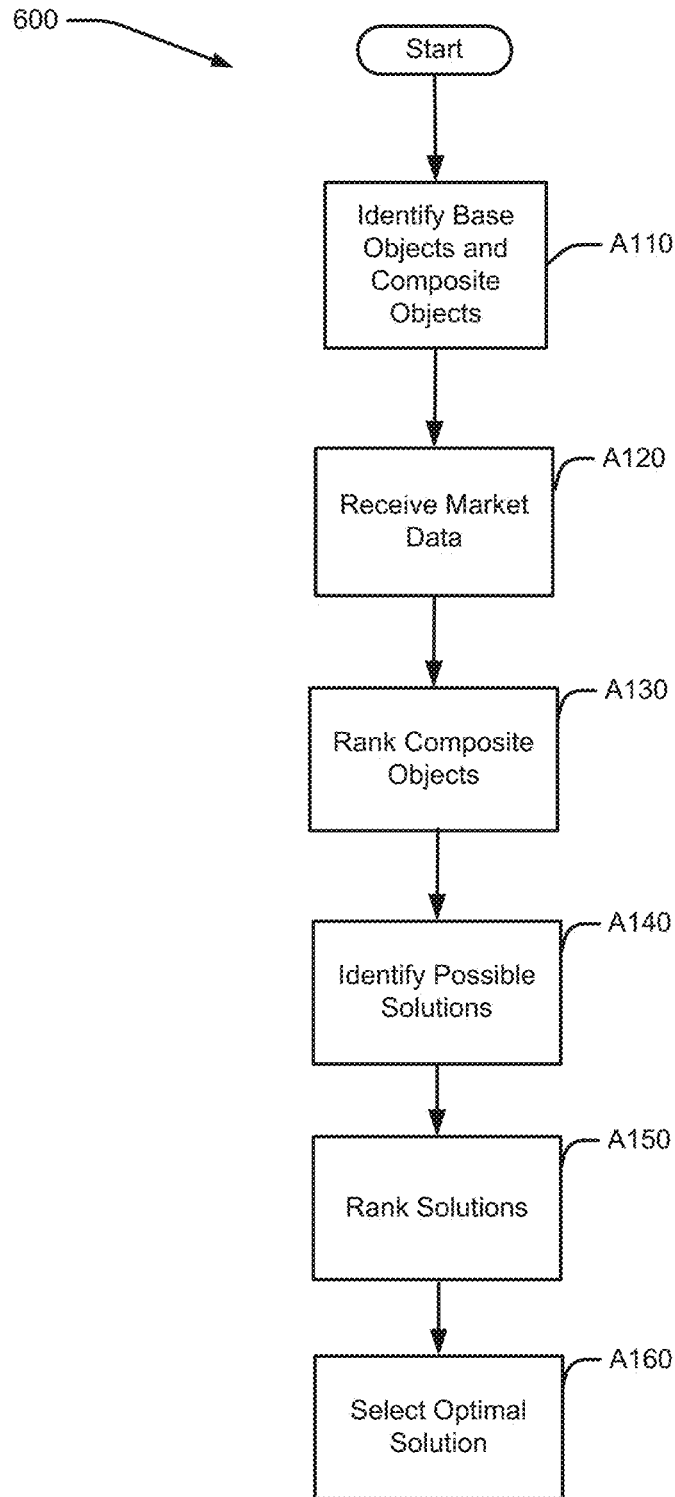 600
Start
Identify Base
Objects and
Composite
Objects
A110
Receive Market
Data
A120
Rank Composite
Objects
A130
Identify Possible
Solutions
A140
Rank Solutions
A150
Select Optimal
Solution
A160